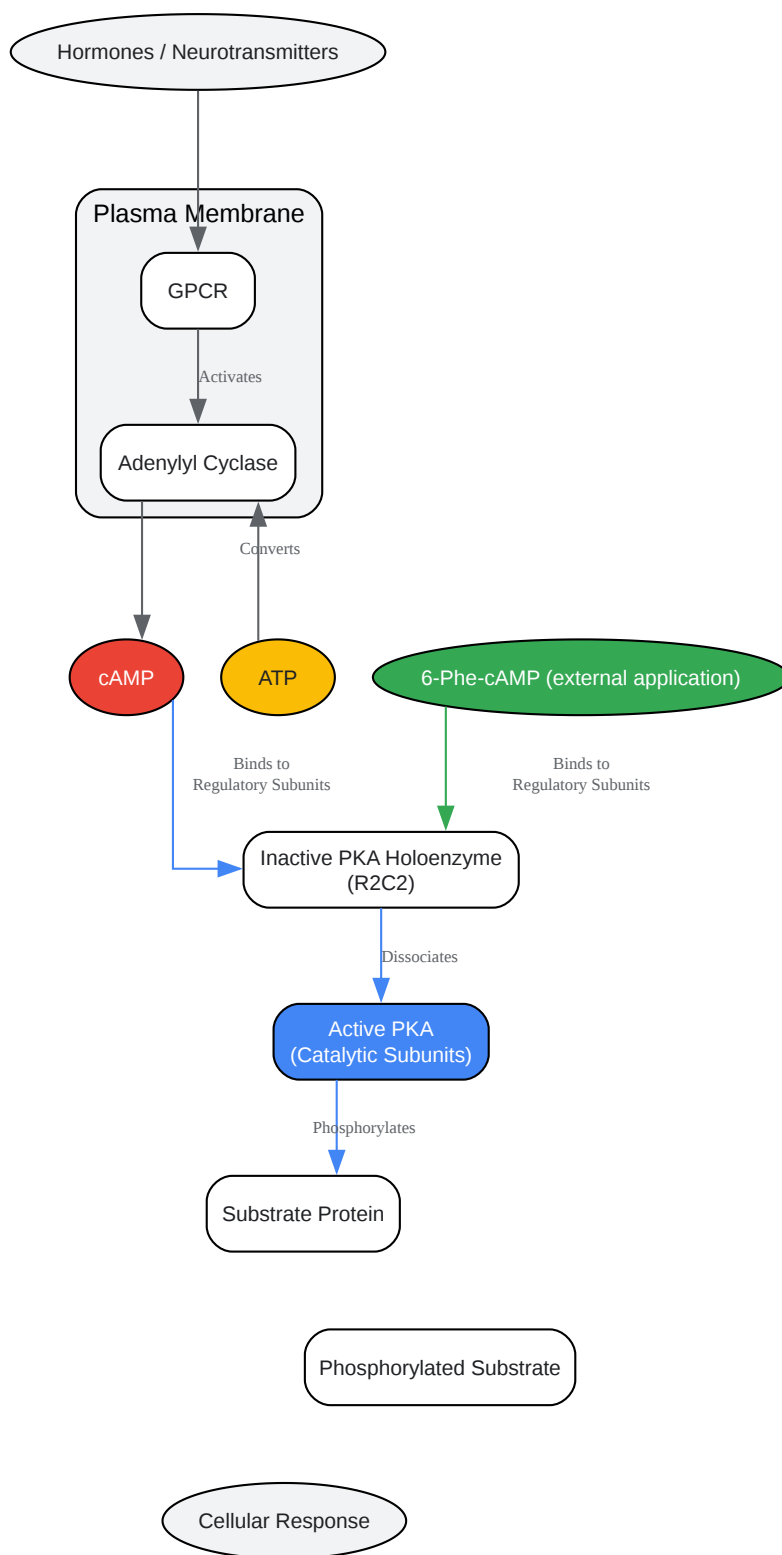 Hormones / Neurotransmitters
Plasma Membrane
GPCR
Activates
Adenylyl Cyclase
Converts
cAMP
ATP
6-Phe-cAMP (external application)
Binds to
Regulatory Subunits
Binds to
Regulatory Subunits
Inactive PKA Holoenzyme
(R2C2)
Dissociates
Active PKA
(Catalytic Subunits)
Phosphorylates
Substrate Protein
Phosphorylated Substrate
Cellular Response